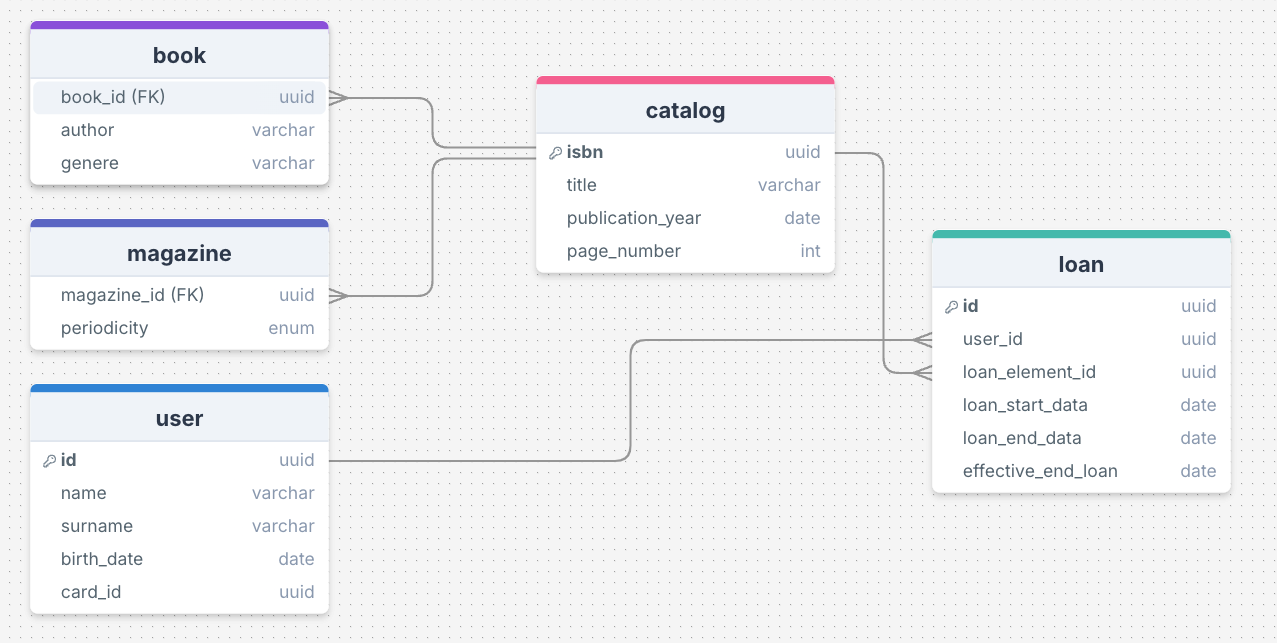 book
book_id (FK) uuid
author varchar
genere varchar
magazine
magazine_id (FK) uuid
periodicity enum
user
id uuid
name varchar
surname varchar
birth_date date
card_id uuid
catalog
isbn uuid
title varchar
publication_year date
page_number int
loan
id uuid
user_id uuid
loan_element_id uuid
loan_start_data date
loan_end_data date
effective_end_loan date